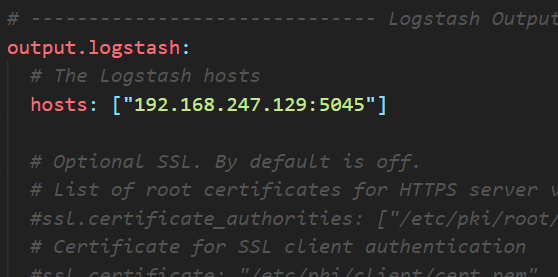 # ------------------------------ Logstash Output
output.logstash:
# The Logstash hosts
hosts: ["192.168.247.129:5045"]
# Optional SSL. By default is off.
# List of root certificates for HTTPS server
#ssl.certificate_authorities: ["/etc/pki/root/
# Certificate for SSL client authentication
#ssl.certificate: "/etc/pki/client/cert.pem"